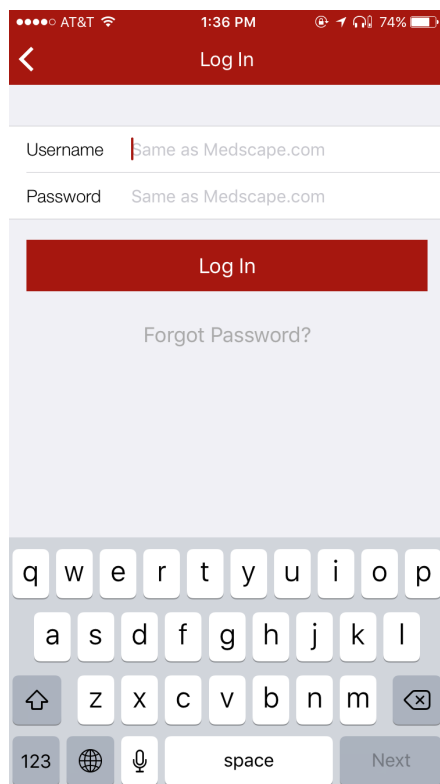 AT&T 1:36 PM 74%
Log In
Username Same as Medscape.com
Password Same as Medscape.com
Log In
Forgot Password?
q w e r t y u i o p
a s d f g h j k l
z x c v b n m
123 space Next